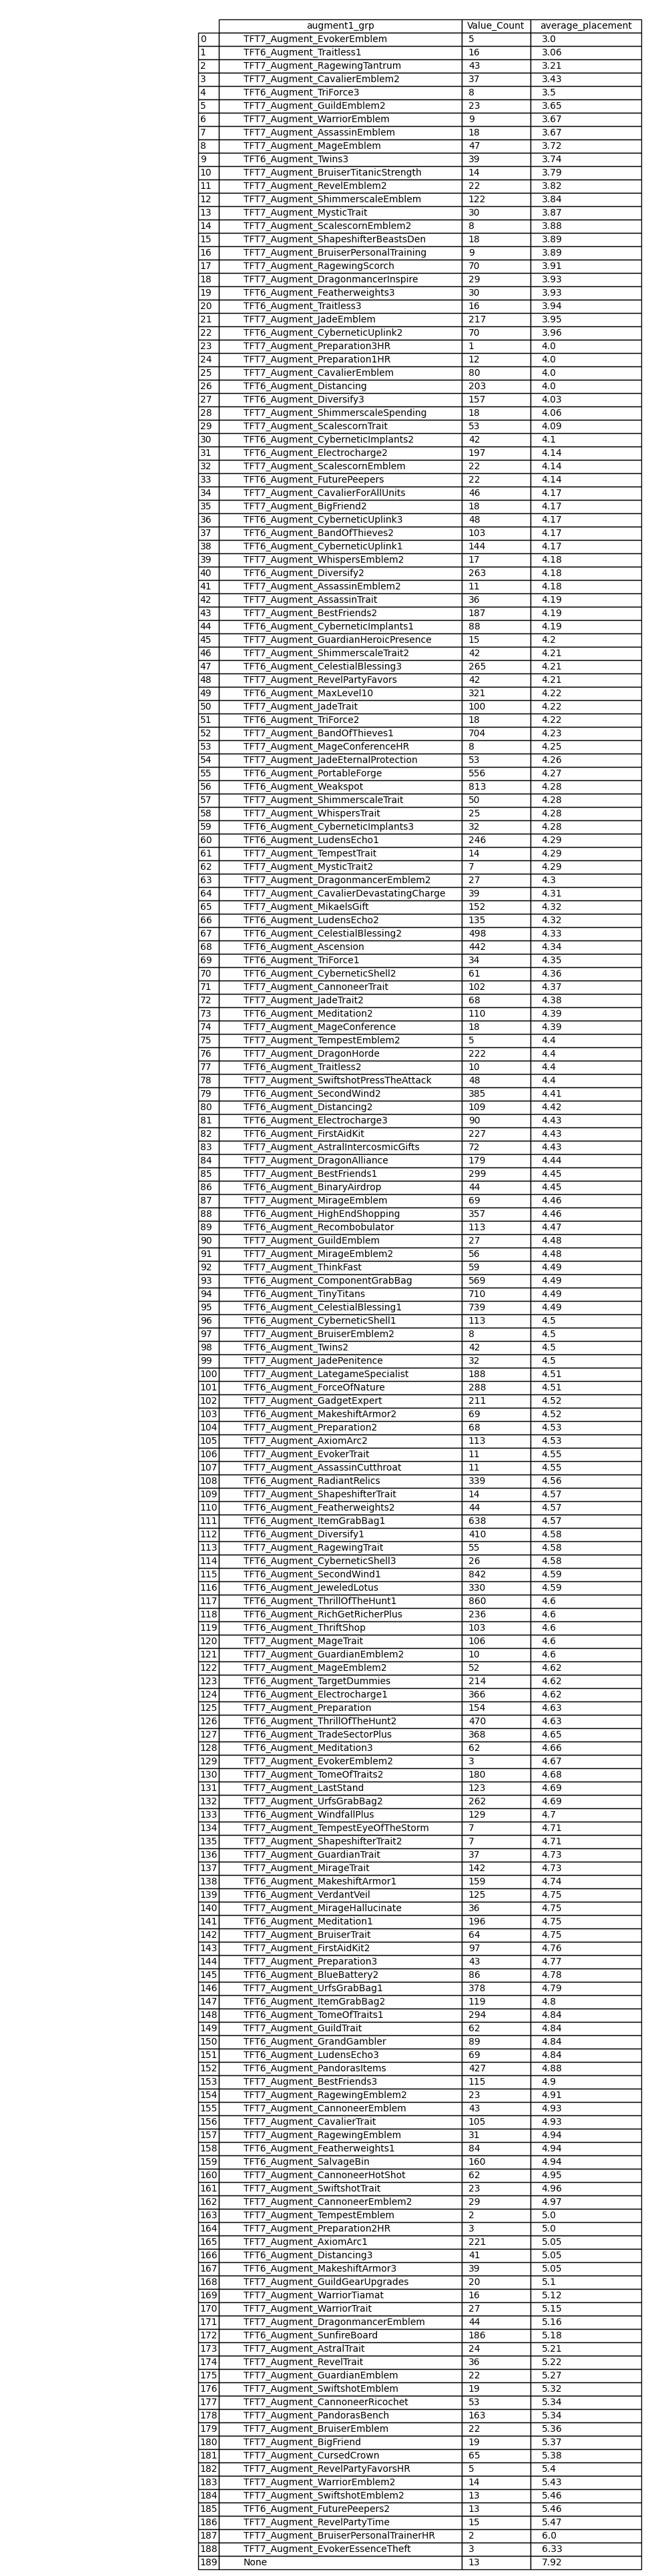 augment1_grp Value_Count average_placement
0 TFT7_Augment_EvokerEmblem 5 3.0
1 TFT6_Augment_Traitless1 16 3.06
2 TFT7_Augment_RagewingTantrum 43 3.21
3 TFT7_Augment_CavalierEmblem2 37 3.43
4 TFT6_Augment_TriForce3 8 3.5
5 TFT7_Augment_GuildEmblem2 23 3.65
6 TFT7_Augment_WarriorEmblem 9 3.67
7 TFT7_Augment_AssassinEmblem 18 3.67
8 TFT7_Augment_MageEmblem 47 3.72
9 TFT6_Augment_Twins3 39 3.74
10 TFT7_Augment_BruiserTitanicStrength 14 3.79
11 TFT7_Augment_RevelEmblem2 22 3.82
12 TFT7_Augment_ShimmerscaleEmblem 122 3.84
13 TFT7_Augment_MysticTrait 30 3.87
14 TFT7_Augment_ScalescornEmblem2 8 3.88
15 TFT7_Augment_ShapeshifterBeastsDen 18 3.89
16 TFT7_Augment_BruiserPersonalTraining 9 3.89
17 TFT7_Augment_RagewingScorch 70 3.91
18 TFT7_Augment_DragonmancerInspire 29 3.93
19 TFT6_Augment_Featherweights3 30 3.93
20 TFT6_Augment_Traitless3 16 3.94
21 TFT7_Augment_JadeEmblem 217 3.95
22 TFT6_Augment_CyberneticUplink2 70 3.96
23 TFT7_Augment_Preparation3HR 1 4.0
24 TFT7_Augment_Preparation1HR 12 4.0
25 TFT7_Augment_CavalierEmblem 80 4.0
26 TFT6_Augment_Distancing 203 4.0
27 TFT6_Augment_Diversify3 157 4.03
28 TFT7_Augment_ShimmerscaleSpending 18 4.06
29 TFT7_Augment_ScalescornTrait 53 4.09
30 TFT6_Augment_CyberneticImplants2 42 4.1
31 TFT6_Augment_Electrocharge2 197 4.14
32 TFT7_Augment_ScalescornEmblem 22 4.14
33 TFT6_Augment_FuturePeepers 22 4.14
34 TFT7_Augment_CavalierForAllUnits 46 4.17
35 TFT7_Augment_BigFriend2 18 4.17
36 TFT6_Augment_CyberneticUplink3 48 4.17
37 TFT7_Augment_BandOfThieves2 103 4.17
38 TFT6_Augment_CyberneticUplink1 144 4.17
39 TFT7_Augment_WhispersEmblem2 17 4.18
40 TFT6_Augment_Diversify2 263 4.18
41 TFT7_Augment_AssassinEmblem2 11 4.18
42 TFT7_Augment_AssassinTrait 36 4.19
43 TFT7_Augment_BestFriends2 187 4.19
44 TFT6_Augment_CyberneticImplants1 88 4.19
45 TFT7_Augment_GuardianHeroicPresence 15 4.2
46 TFT7_Augment_ShimmerscaleTrait2 42 4.21
47 TFT6_Augment_CelestialBlessing3 265 4.21
48 TFT7_Augment_RevelPartyFavors 42 4.21
49 TFT6_Augment_MaxLevel10 321 4.22
50 TFT7_Augment_JadeTrait 100 4.22
51 TFT6_Augment_TriForce2 18 4.22
52 TFT7_Augment_BandOfThieves1 704 4.23
53 TFT7_Augment_MageConferenceHR 8 4.25
54 TFT7_Augment_JadeEternalProtection 53 4.26
55 TFT6_Augment_PortableForge 556 4.27
56 TFT6_Augment_Weakspot 813 4.28
57 TFT7_Augment_ShimmerscaleTrait 50 4.28
58 TFT7_Augment_WhispersTrait 25 4.28
59 TFT6_Augment_CyberneticImplants3 32 4.28
60 TFT6_Augment_LudensEcho1 246 4.29
61 TFT7_Augment_TempestTrait 14 4.29
62 TFT7_Augment_MysticTrait2 7 4.29
63 TFT7_Augment_DragonmancerEmblem2 27 4.3
64 TFT7_Augment_CavalierDevastatingCharge 39 4.31
65 TFT7_Augment_MikaelsGift 152 4.32
66 TFT6_Augment_LudensEcho2 135 4.32
67 TFT6_Augment_CelestialBlessing2 498 4.33
68 TFT6_Augment_Ascension 442 4.34
69 TFT6_Augment_TriForce1 34 4.35
70 TFT6_Augment_CyberneticShell2 61 4.36
71 TFT7_Augment_CannoneerTrait 102 4.37
72 TFT7_Augment_JadeTrait2 68 4.38
73 TFT6_Augment_Meditation2 110 4.39
74 TFT7_Augment_MageConference 18 4.39
75 TFT7_Augment_TempestEmblem2 5 4.4
76 TFT7_Augment_DragonHorde 222 4.4
77 TFT6_Augment_Traitless2 10 4.4
78 TFT7_Augment_SwiftshotPressTheAttack 48 4.4
79 TFT6_Augment_SecondWind2 385 4.41
80 TFT6_Augment_Distancing2 109 4.42
81 TFT6_Augment_Electrocharge3 90 4.43
82 TFT6_Augment_FirstAidKit 227 4.43
83 TFT7_Augment_AstralIntercosmicGifts 72 4.43
84 TFT7_Augment_DragonAlliance 179 4.44
85 TFT7_Augment_BestFriends1 299 4.45
86 TFT6_Augment_BinaryAirdrop 44 4.45
87 TFT7_Augment_MirageEmblem 69 4.46
88 TFT6_Augment_HighEndShopping 357 4.46
89 TFT6_Augment_Recombobulator 113 4.47
90 TFT7_Augment_GuildEmblem 27 4.48
91 TFT7_Augment_MirageEmblem2 56 4.48
92 TFT7_Augment_ThinkFast 59 4.49
93 TFT6_Augment_ComponentGrabBag 569 4.49
94 TFT6_Augment_TinyTitans 710 4.49
95 TFT6_Augment_CelestialBlessing1 739 4.49
96 TFT6_Augment_CyberneticShell1 113 4.5
97 TFT7_Augment_BruiserEmblem2 8 4.5
98 TFT6_Augment_Twins2 42 4.5
99 TFT7_Augment_JadePenitence 32 4.5
100 TFT7_Augment_LategameSpecialist 188 4.51
101 TFT6_Augment_ForceOfNature 288 4.51
102 TFT7_Augment_GadgetExpert 211 4.52
103 TFT6_Augment_MakeshiftArmor2 69 4.52
104 TFT7_Augment_Preparation2 68 4.53
105 TFT7_Augment_AxiomArc2 113 4.53
106 TFT7_Augment_EvokerTrait 11 4.55
107 TFT7_Augment_AssassinCutthroat 11 4.55
108 TFT6_Augment_RadiantRelics 339 4.56
109 TFT7_Augment_ShapeshifterTrait 14 4.57
110 TFT6_Augment_Featherweights2 44 4.57
111 TFT6_Augment_ItemGrabBag1 638 4.57
112 TFT6_Augment_Diversify1 410 4.58
113 TFT7_Augment_RagewingTrait 55 4.58
114 TFT6_Augment_CyberneticShell3 26 4.58
115 TFT6_Augment_SecondWind1 842 4.59
116 TFT6_Augment_JeweledLotus 330 4.59
117 TFT6_Augment_ThrillOfTheHunt1 860 4.6
118 TFT6_Augment_RichGetRicherPlus 236 4.6
119 TFT6_Augment_ThriftShop 103 4.6
120 TFT7_Augment_MageTrait 106 4.6
121 TFT7_Augment_GuardianEmblem2 10 4.6
122 TFT7_Augment_MageEmblem2 52 4.62
123 TFT6_Augment_TargetDummies 214 4.62
124 TFT6_Augment_Electrocharge1 366 4.62
125 TFT7_Augment_Preparation 154 4.63
126 TFT6_Augment_ThrillOfTheHunt2 470 4.63
127 TFT6_Augment_TradeSectorPlus 368 4.65
128 TFT6_Augment_Meditation3 62 4.66
129 TFT7_Augment_EvokerEmblem2 3 4.67
130 TFT7_Augment_TomeOfTraits2 180 4.68
131 TFT7_Augment_LastStand 123 4.69
132 TFT7_Augment_UrfsGrabBag2 262 4.69
133 TFT6_Augment_WindfallPlus 129 4.7
134 TFT7_Augment_TempestEyeOfTheStorm 7 4.71
135 TFT7_Augment_ShapeshifterTrait2 7 4.71
136 TFT7_Augment_GuardianTrait 37 4.73
137 TFT7_Augment_MirageTrait 142 4.73
138 TFT6_Augment_MakeshiftArmor1 159 4.74
139 TFT6_Augment_VerdantVeil 125 4.75
140 TFT7_Augment_MirageHallucinate 36 4.75
141 TFT6_Augment_Meditation1 196 4.75
142 TFT7_Augment_BruiserTrait 64 4.75
143 TFT7_Augment_FirstAidKit2 97 4.76
144 TFT7_Augment_Preparation3 43 4.77
145 TFT6_Augment_BlueBattery2 86 4.78
146 TFT7_Augment_UrfsGrabBag1 378 4.79
147 TFT6_Augment_ItemGrabBag2 119 4.8
148 TFT6_Augment_TomeOfTraits1 294 4.84
149 TFT7_Augment_GuildTrait 62 4.84
150 TFT6_Augment_GrandGambler 89 4.84
151 TFT6_Augment_LudensEcho3 69 4.84
152 TFT6_Augment_PandorasItems 427 4.88
153 TFT7_Augment_BestFriends3 115 4.9
154 TFT7_Augment_RagewingEmblem2 23 4.91
155 TFT7_Augment_CannoneerEmblem 43 4.93
156 TFT7_Augment_CavalierTrait 105 4.93
157 TFT7_Augment_RagewingEmblem 31 4.94
158 TFT6_Augment_Featherweights1 84 4.94
159 TFT6_Augment_SalvageBin 160 4.94
160 TFT7_Augment_CannoneerHotShot 62 4.95
161 TFT7_Augment_SwiftshotTrait 23 4.96
162 TFT7_Augment_CannoneerEmblem2 29 4.97
163 TFT7_Augment_TempestEmblem 2 5.0
164 TFT7_Augment_Preparation2HR 3 5.0
165 TFT7_Augment_AxiomArc1 221 5.05
166 TFT6_Augment_Distancing3 41 5.05
167 TFT6_Augment_MakeshiftArmor3 39 5.05
168 TFT7_Augment_GuildGearUpgrades 20 5.1
169 TFT7_Augment_WarriorTiamat 16 5.12
170 TFT7_Augment_WarriorTrait 27 5.15
171 TFT7_Augment_DragonmancerEmblem 44 5.16
172 TFT6_Augment_SunfireBoard 186 5.18
173 TFT7_Augment_AstralTrait 24 5.21
174 TFT7_Augment_RevelTrait 36 5.22
175 TFT7_Augment_GuardianEmblem 22 5.27
176 TFT7_Augment_SwiftshotEmblem 19 5.32
177 TFT7_Augment_CannoneerRicochet 53 5.34
178 TFT7_Augment_PandorasBench 163 5.34
179 TFT7_Augment_BruiserEmblem 22 5.36
180 TFT7_Augment_BigFriend 19 5.37
181 TFT7_Augment_CursedCrown 65 5.38
182 TFT7_Augment_RevelPartyFavorsHR 5 5.4
183 TFT7_Augment_WarriorEmblem2 14 5.43
184 TFT7_Augment_SwiftshotEmblem2 13 5.46
185 TFT6_Augment_FuturePeepers2 13 5.46
186 TFT7_Augment_RevelPartyTime 15 5.47
187 TFT7_Augment_BruiserPersonalTrainerHR 2 6.0
188 TFT7_Augment_EvokerEssenceTheft 3 6.33
189 None 13 7.92